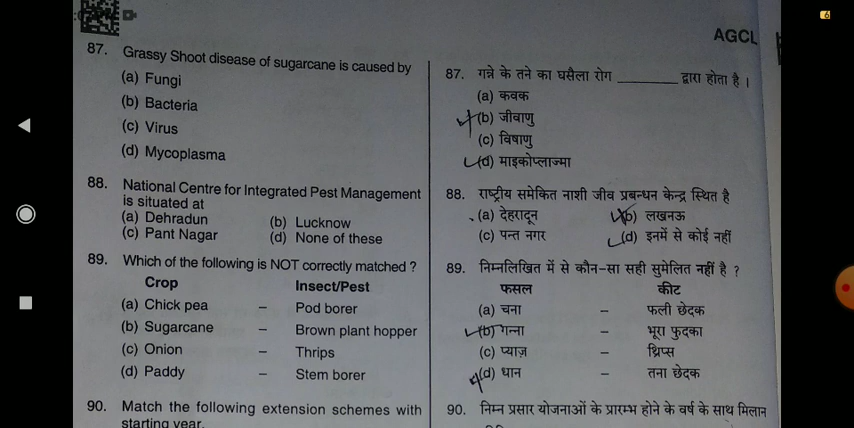 AGCL
87. Grassy Shoot disease of sugarcane is caused by
(a) Fungi
(b) Bacteria
(c) Virus
(d) Mycoplasma
88. National Centre for Integrated Pest Management
is situated at
(a) Dehradun (b) Lucknow
(c) Pant Nagar (d) None of these
89. Which of the following is NOT correctly matched ?
Crop Insect/Pest
(a) Chick pea – Pod borer
(b) Sugarcane – Brown plant hopper
(c) Onion – Thrips
(d) Paddy – Stem borer
90. Match the following extension schemes with
starting year.
87. गन्ने के तने का घसैला रोग ________ द्वारा होता है ।
(a) कवक
(b) जीवाणु
(c) विषाणु
(d) माइकोप्लाज्मा
88. राष्ट्रीय समेकित नाशी जीव प्रबन्धन केन्द्र स्थित है
(a) देहरादून (b) लखनऊ
(c) पन्त नगर (d) इनमें से कोई नहीं
89. निम्नलिखित में से कौन-सा सही सुमेलित नहीं है ?
फसल कीट
(a) चना – फली छेदक
(b) गन्ना – भूरा फुदका
(c) प्याज़ – थ्रिप्स
(d) धान – तना छेदक
90. निम्न प्रसार योजनाओं के प्रारम्भ होने के वर्ष के साथ मिलान